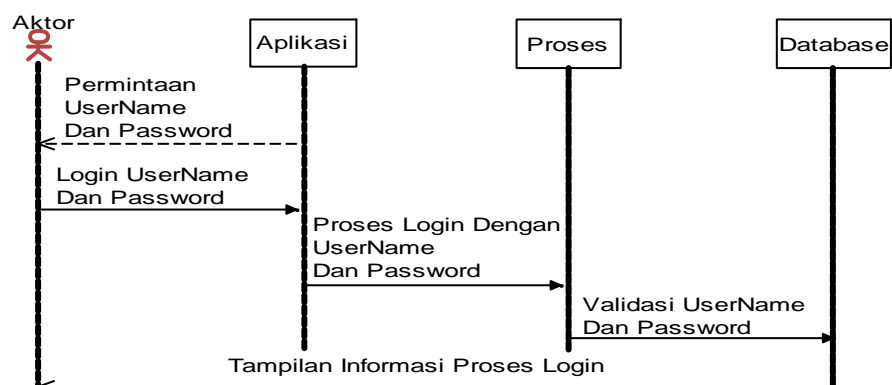 Aktor
Aplikasi
Proses
Database
Permintaan
UserName
Dan Password
Login UserName
Dan Password
Proses Login Dengan
UserName
Dan Password
Validasi UserName
Dan Password
Tampilan Informasi Proses Login